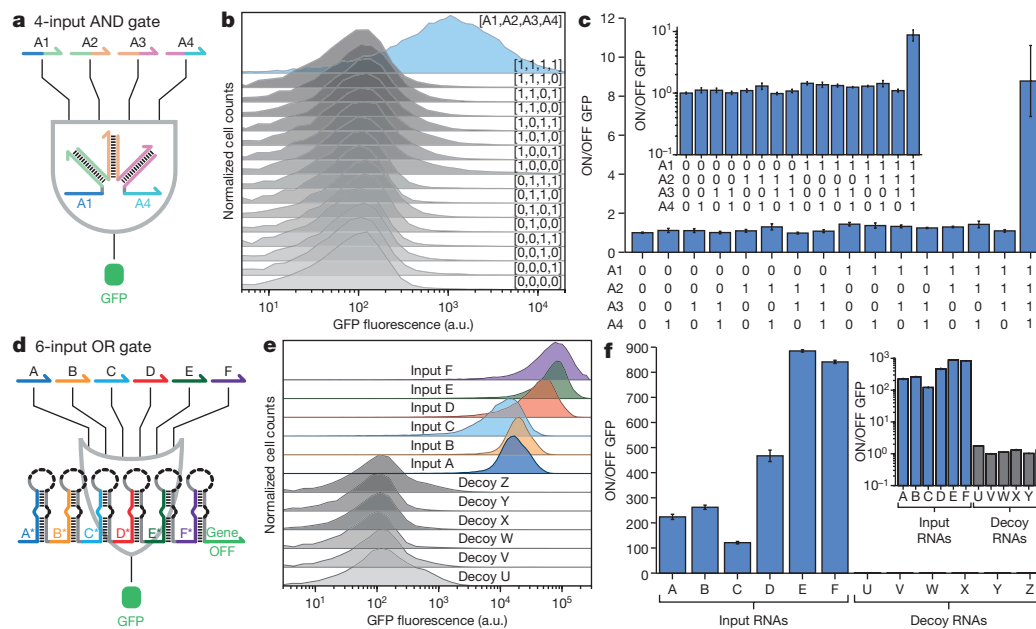 a 4-input AND gate
A1 A2 A3 A4
A1 A4
GFP
b
[A1,A2,A3,A4]
[1,1,1,1]
[1,1,1,0]
[1,1,0,1]
[1,1,0,0]
[1,0,1,1]
[1,0,1,0]
[1,0,0,1]
[1,0,0,0]
[0,1,1,1]
[0,1,1,0]
[0,1,0,1]
[0,1,0,0]
[0,0,1,1]
[0,0,1,0]
[0,0,0,1]
[0,0,0,0]
Normalized cell counts
10¹ 10² 10³ 10⁴
GFP fluorescence (a.u.)
c
ON/OFF GFP
12
10
8
6
4
2
0
ON/OFF GFP
10¹
10⁰
10⁻¹
A1 0 0 0 0 0 0 0 0 1 1 1 1 1 1 1 1
A2 0 0 0 0 1 1 1 1 0 0 0 0 1 1 1 1
A3 0 0 1 1 0 0 1 1 0 0 1 1 0 0 1 1
A4 0 1 0 1 0 1 0 1 0 1 0 1 0 1 0 1
A1 0 0 0 0 0 0 0 0 1 1 1 1 1 1 1 1
A2 0 0 0 0 1 1 1 1 0 0 0 0 1 1 1 1
A3 0 0 1 1 0 0 1 1 0 0 1 1 0 0 1 1
A4 0 1 0 1 0 1 0 1 0 1 0 1 0 1 0 1
d 6-input OR gate
A B C D E F
A* B* C* D* E* F* Gene
OFF
GFP
e
Normalized cell counts
Input F
Input E
Input D
Input C
Input B
Input A
Decoy Z
Decoy Y
Decoy X
Decoy W
Decoy V
Decoy U
10¹ 10² 10³ 10⁴ 10⁵
GFP fluorescence (a.u.)
f
ON/OFF GFP
900
800
700
600
500
400
300
200
100
0
A B C D E F U V W X Y Z
Input RNAs Decoy RNAs
ON/OFF GFP
10³
10²
10¹
10⁰
10⁻¹
A B C D E F U V W X Y
Input Decoy
RNAs RNAs